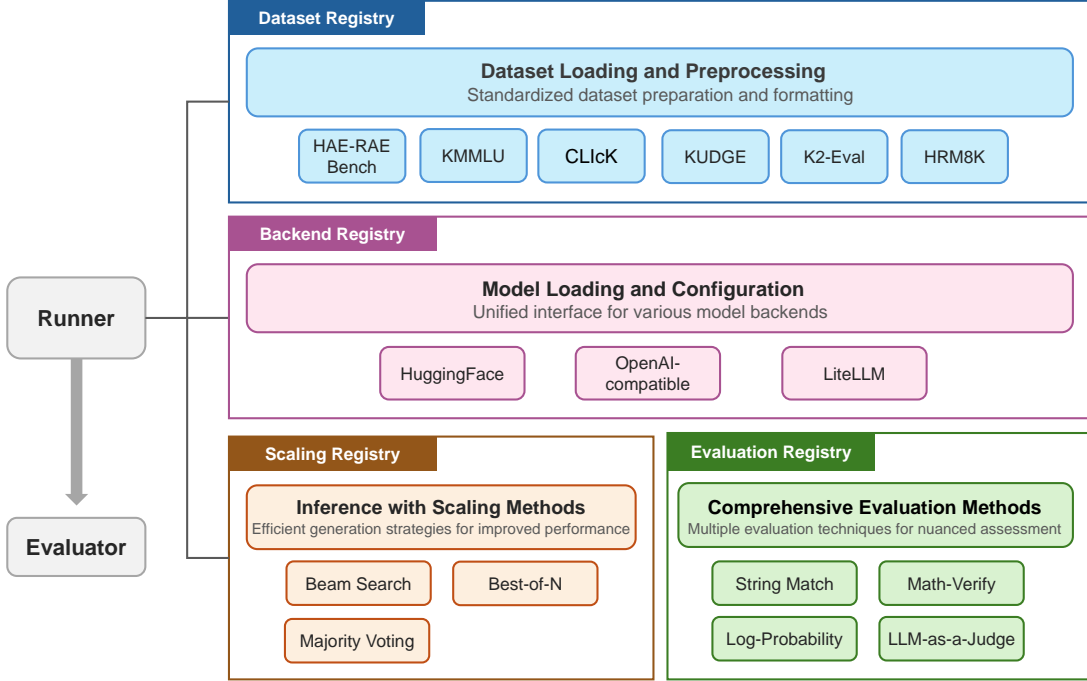 Dataset Registry
Dataset Loading and Preprocessing
Standardized dataset preparation and formatting
HAE-RAE
Bench
KMMLU
CLIcK
KUDGE
K2-Eval
HRM8K
Backend Registry
Model Loading and Configuration
Unified interface for various model backends
HuggingFace
OpenAI-
compatible
LiteLLM
Runner
Evaluator
Scaling Registry
Inference with Scaling Methods
Efficient generation strategies for improved performance
Beam Search
Best-of-N
Majority Voting
Evaluation Registry
Comprehensive Evaluation Methods
Multiple evaluation techniques for nuanced assessment
String Match
Math-Verify
Log-Probability
LLM-as-a-Judge